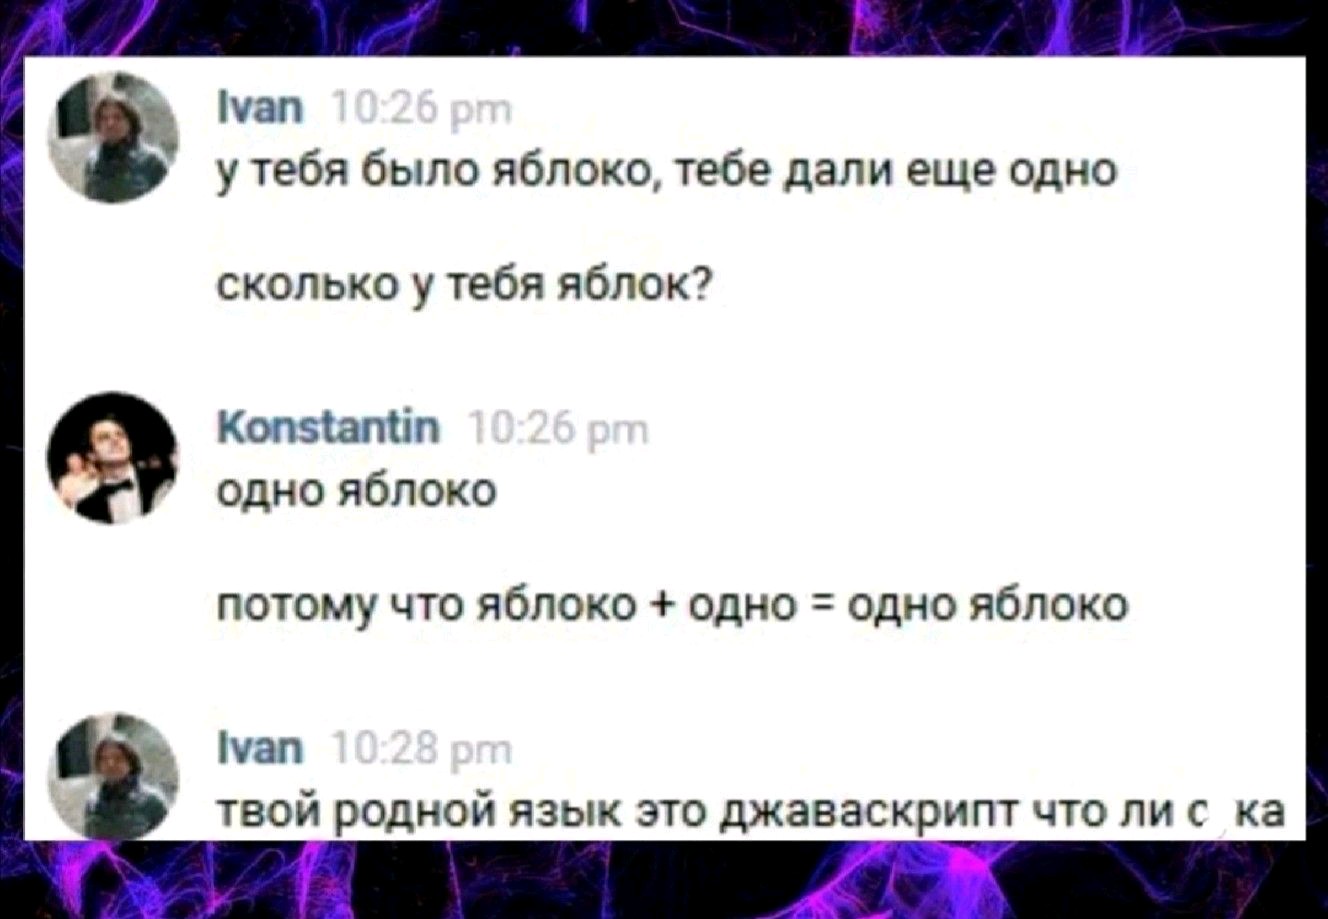 Ivan 10:26 pm
у тебя было яблоко, тебе дали еще одно
сколько у тебя яблок?
Konstantin 10:26 pm
одно яблоко
потому что яблоко + одно = одно яблоко
Ivan 10:28 pm
твой родной язык это джаваскрипт что ли с ка